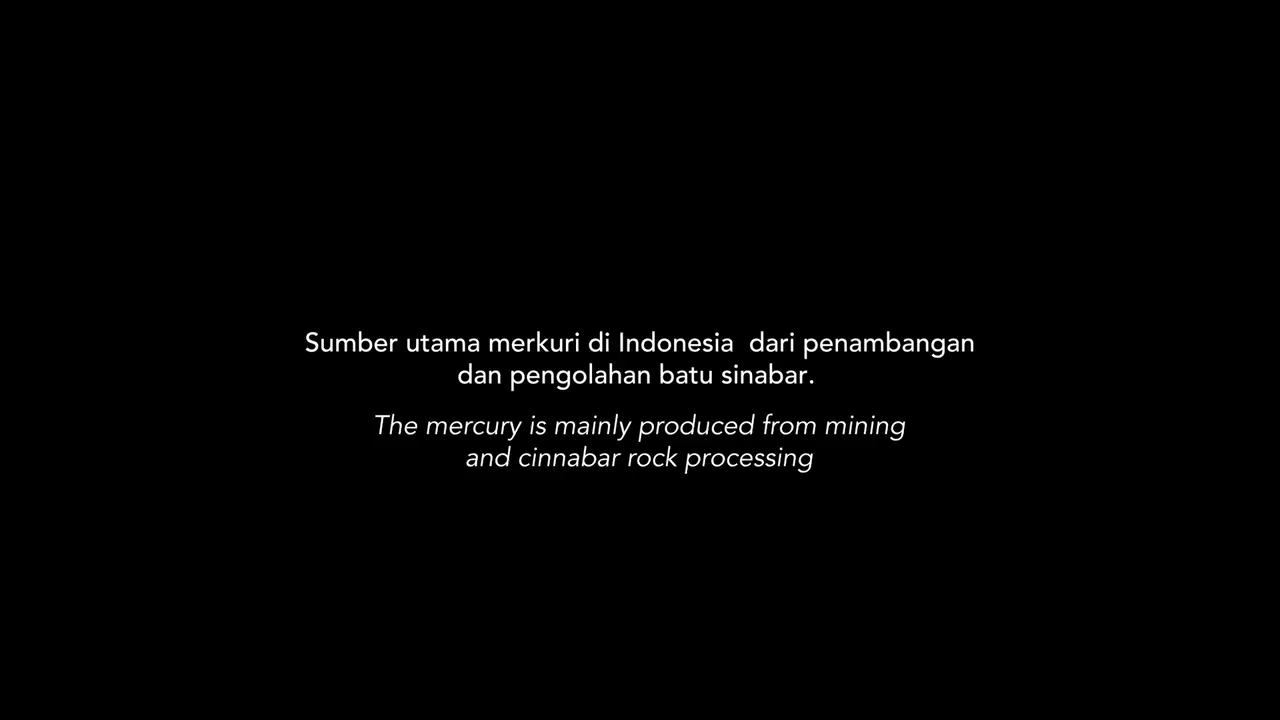 Sumber utama merkuri di Indonesia  dari penambangan
dan pengolahan batu sinabar.
The mercury is mainly produced from mining
and cinnabar rock processing